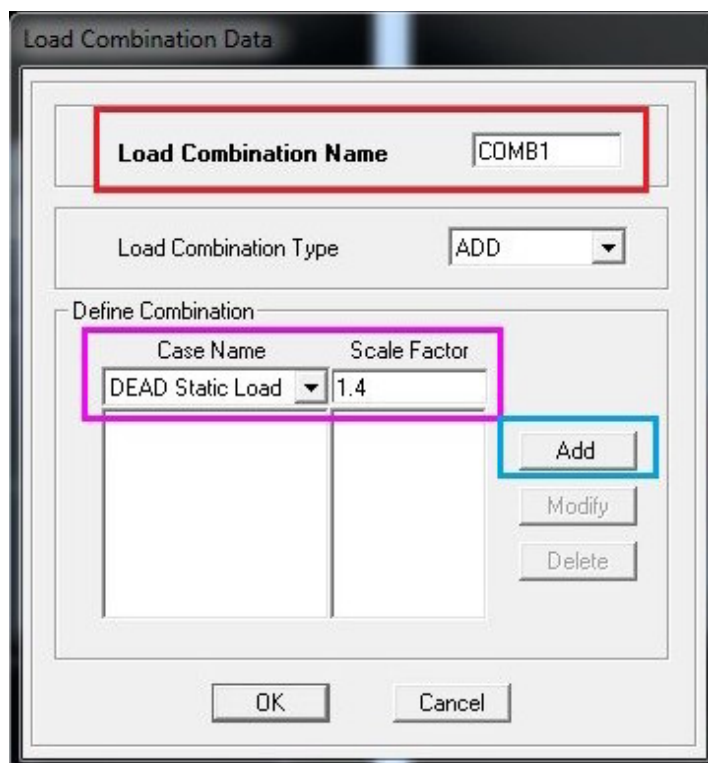 Load Combination Data
Load Combination Name COMB1
Load Combination Type ADD
Define Combination
Case Name Scale Factor
DEAD Static Load 1.4
Add
Modify
Delete
OK Cancel